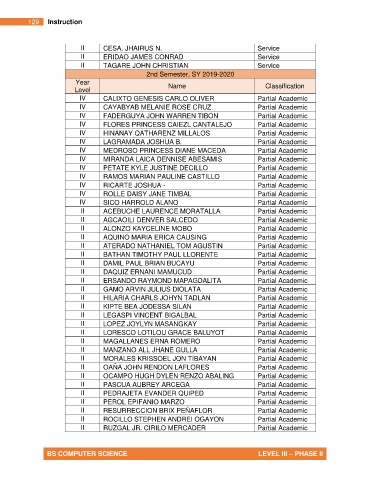 129 Instruction
II CESA, JHAIRUS N. Service
II ERIDAO JAMES CONRAD Service
II TAGARE JOHN CHRISTIAN Service
2nd Semester, SY 2019-2020
Year Level Name Classification
IV CALIXTO GENESIS CARLO OLIVER Partial Academic
IV CAYABYAB MELANIE ROSE CRUZ Partial Academic
IV FADERGUYA JOHN WARREN TIBON Partial Academic
IV FLORES PRINCESS CAIEZL CANTALEJO Partial Academic
IV HINANAY QATHARENZ MILLALOS Partial Academic
IV LAGRAMADA JOSHUA B. Partial Academic
IV MEDROSO PRINCESS DIANE MACEDA Partial Academic
IV MIRANDA LAICA DENNISE ABESAMIS Partial Academic
IV PETATE KYLE JUSTINE DECILLO Partial Academic
IV RAMOS MARIAN PAULINE CASTILLO Partial Academic
IV RICARTE JOSHUA - Partial Academic
IV ROLLE DAISY JANE TIMBAL Partial Academic
IV SICO HARROLD ALANO Partial Academic
II ACEBUCHE LAURENCE MORATALLA Partial Academic
II AGCAOILI DENVER SALCEDO Partial Academic
II ALONZO KAYCELINE MOBO Partial Academic
II AQUINO MARIA ERICA CAUSING Partial Academic
II ATERADO NATHANIEL TOM AGUSTIN Partial Academic
II BATHAN TIMOTHY PAUL LLORENTE Partial Academic
II DAMIL PAUL BRIAN BUCAYU Partial Academic
II DAQUIZ ERNANI MAMUCUD Partial Academic
II ERSANDO RAYMOND MAPAGDALITA Partial Academic
II GAMO ARVIN JULIUS DIOLATA Partial Academic
II HILARIA CHARLS JOHYN TADLAN Partial Academic
II KIPTE BEA JODESSA SILAN Partial Academic
II LEGASPI VINCENT BIGALBAL Partial Academic
II LOPEZ JOYLYN MASANGKAY Partial Academic
II LORESCO LOTILOU GRACE BALUYOT Partial Academic
II MAGALLANES ERNA ROMERO Partial Academic
II MANZANO ALL JHANE GULLA Partial Academic
II MORALES KRISSOEL JON TIBAYAN Partial Academic
II OAÑA JOHN RENDON LAFLORES Partial Academic
II OCAMPO HUGH DYLEN RENZO ABALING Partial Academic
II PASCUA AUBREY ARCEGA Partial Academic
II PEDRAJETA EVANDER QUIPED Partial Academic
II PEROL EPIFANIO MARZO Partial Academic
II RESURRECCION BRIX PEÑAFLOR Partial Academic
II ROCILLO STEPHEN ANDREI OGAYON Partial Academic
II RUZGAL JR. CIRILO MERCADER Partial Academic
BS COMPUTER SCIENCE LEVEL III – PHASE II